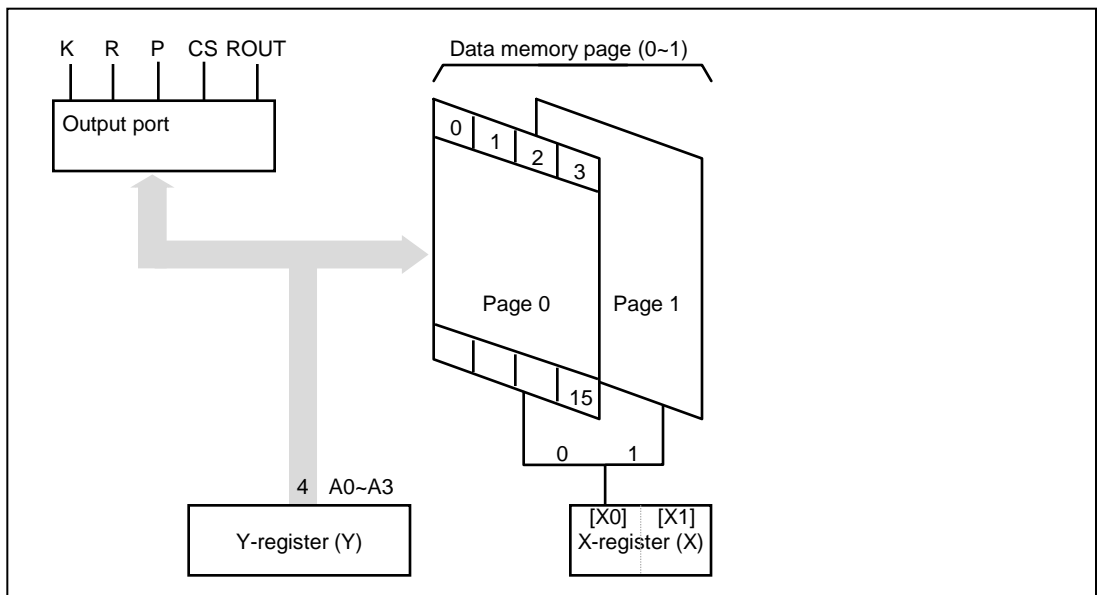 K R P CS ROUT
Data memory page (0~1)
Output port
0 1 2 3
Page 0 Page 1
15
0 1
4 A0~A3
[X0] [X1]
Y-register (Y)
X-register (X)